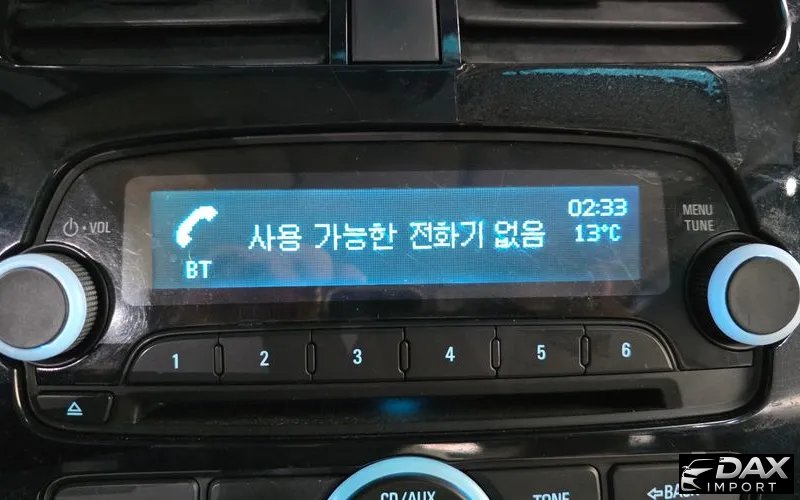 02:33
사용 가능한 전화기 없음
13°C
BT
⏻·VOL
MENU
TUNE
1 2 3 4 5 6
CD/AUX
TONE
DAX
IMPORT